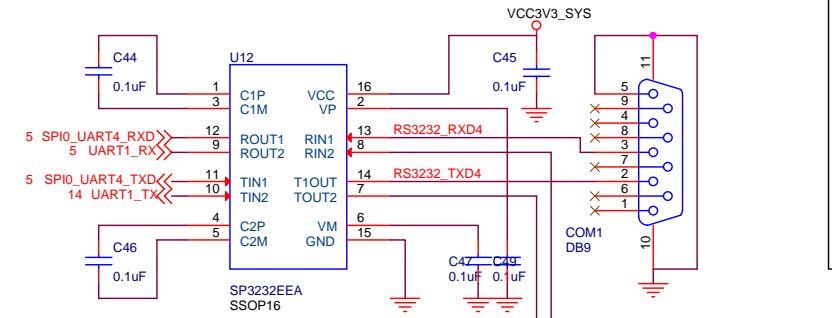 VCC3V3_SYS
C44
0.1uF
U12
C45
0.1uF
1 C1P VCC 16
3 C1M VP 2
5 SPI0_UART4_RXD 12 ROUT1 RIN1 13 RS3232_RXD4
5 UART1_RX 9 ROUT2 RIN2 8
5 SPI0_UART4_TXD 11 TIN1 T1OUT 14 RS3232_TXD4
14 UART1_TX 10 TIN2 TOUT2 7
4 C2P VM 6
5 C2M GND 15
C46
0.1uF
C47 C49
0.1uF 0.1uF
SP3232EEA
SSOP16
11
5
9
4
8
3
7
2
6
1
10
COM1
DB9